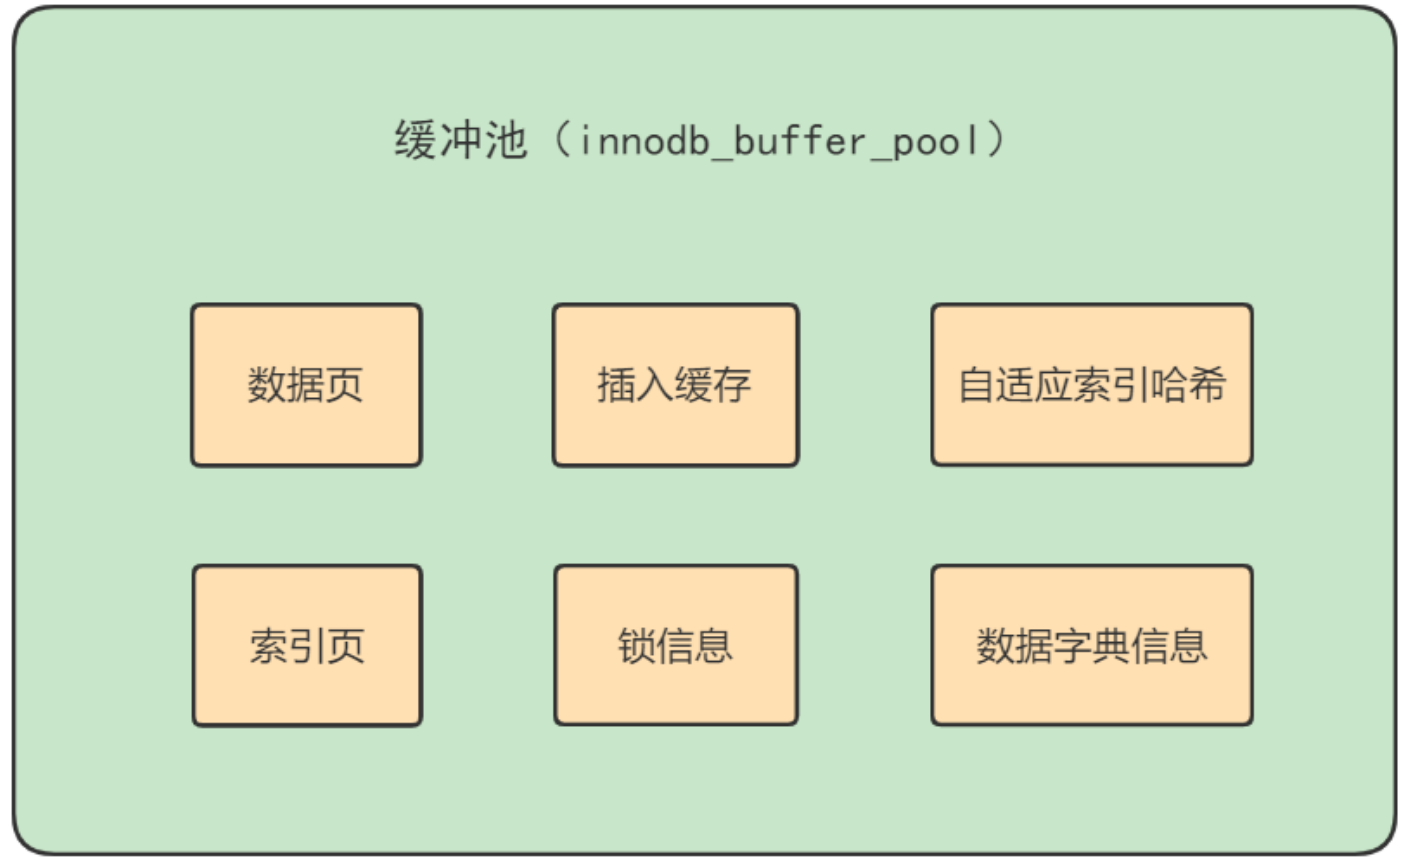 缓冲池（innodb_buffer_pool）
数据页
插入缓存
自适应索引哈希
索引页
锁信息
数据字典信息